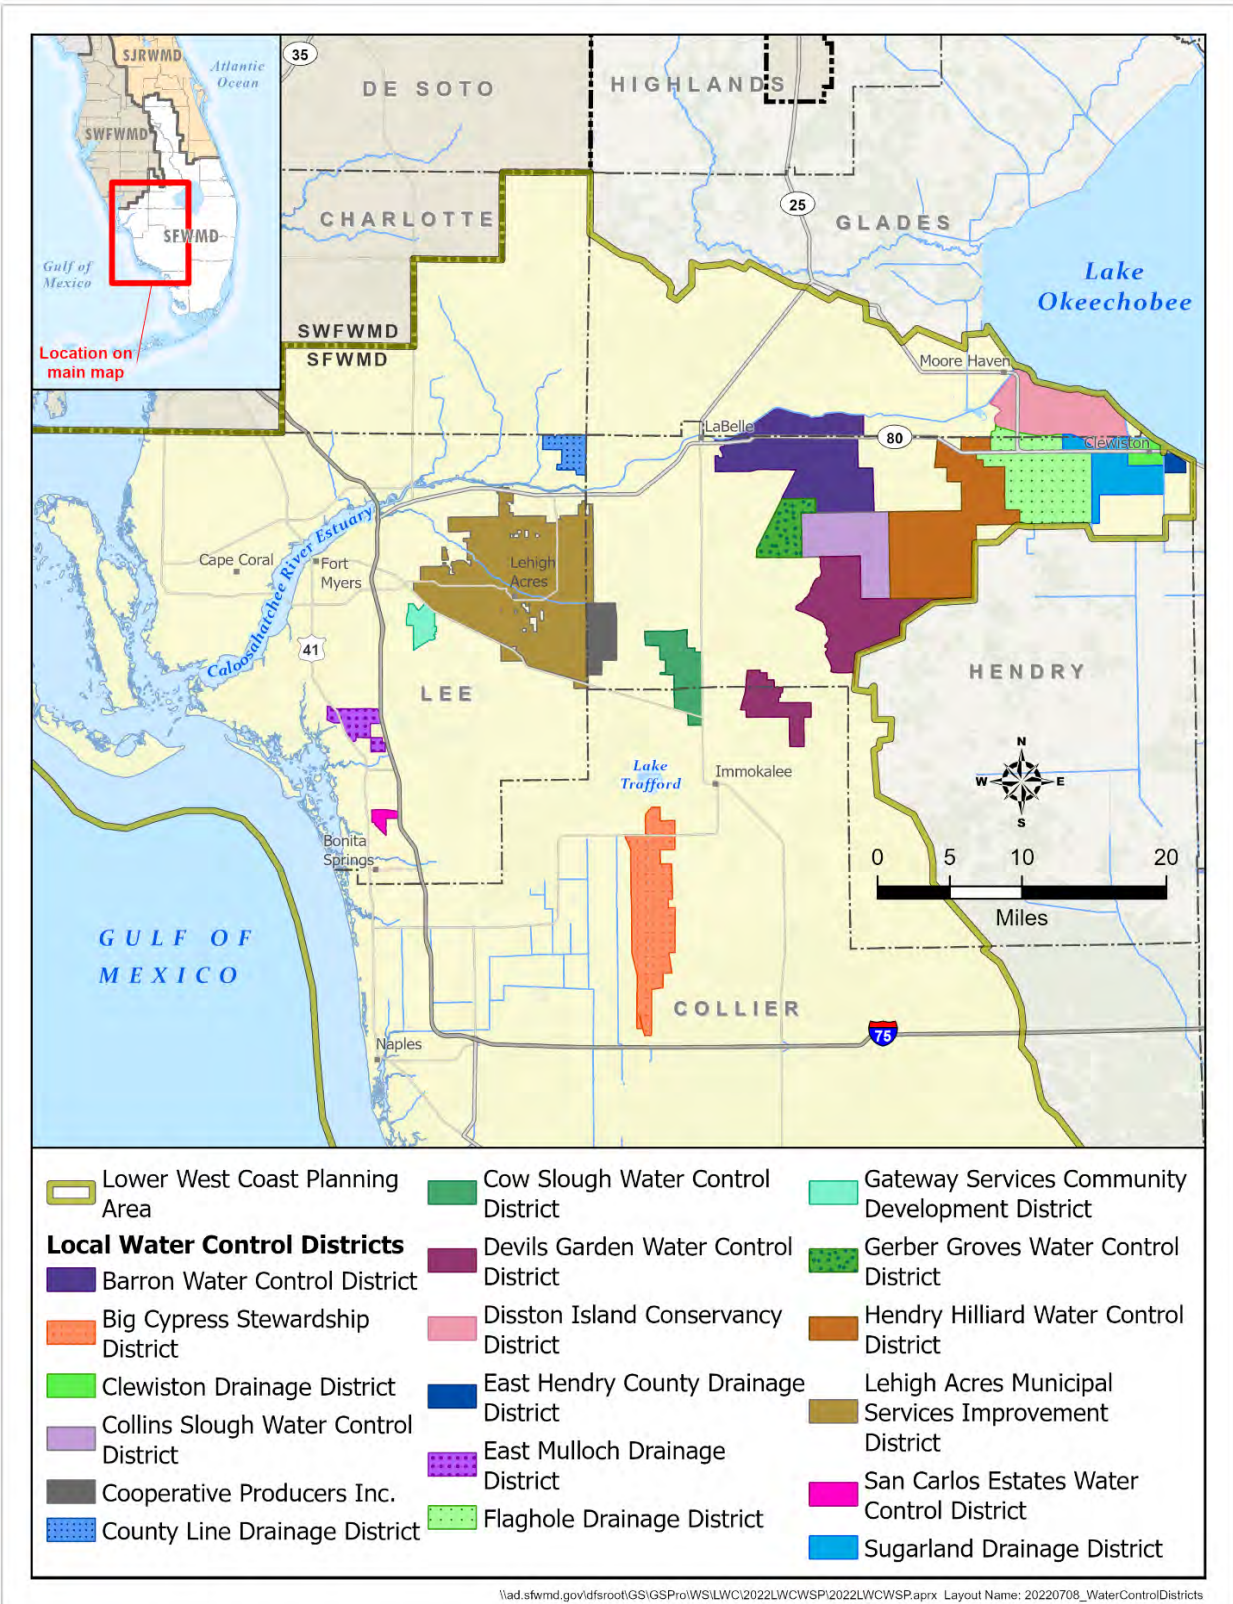 SJRWMD
Atlantic
Ocean
SWFWMD
SFWMD
Gulf of
Mexico
Location on
main map
35
DE SOTO
HIGHLANDS
CHARLOTTE
25
GLADES
Lake
Okeechobee
SWFWMD
SFWMD
Moore Haven
LaBelle
80
Clewiston
Caloosahatchee River Estuary
Cape Coral
Fort
Myers
Lehigh
Acres
41
LEE
HENDRY
Lake
Trafford
Immokalee
N
W
E
S
Bonita
Springs
0
5
10
20
Miles
GULF OF
MEXICO
COLLIER
75
Naples
Lower West Coast Planning
Area
Local Water Control Districts
Barron Water Control District
Big Cypress Stewardship
District
Clewiston Drainage District
Collins Slough Water Control
District
Cooperative Producers Inc.
County Line Drainage District
Cow Slough Water Control
District
Devils Garden Water Control
District
Disston Island Conservancy
District
East Hendry County Drainage
District
East Mulloch Drainage
District
Flaghole Drainage District
Gateway Services Community
Development District
Gerber Groves Water Control
District
Hendry Hilliard Water Control
District
Lehigh Acres Municipal
Services Improvement
District
San Carlos Estates Water
Control District
Sugarland Drainage District
\\ad.sfwmd.gov\dfsroot\GS\GSPro\WS\LWC\2022LWCWSP\2022LWCWSP.aprx Layout Name: 20220708_WaterControlDistricts